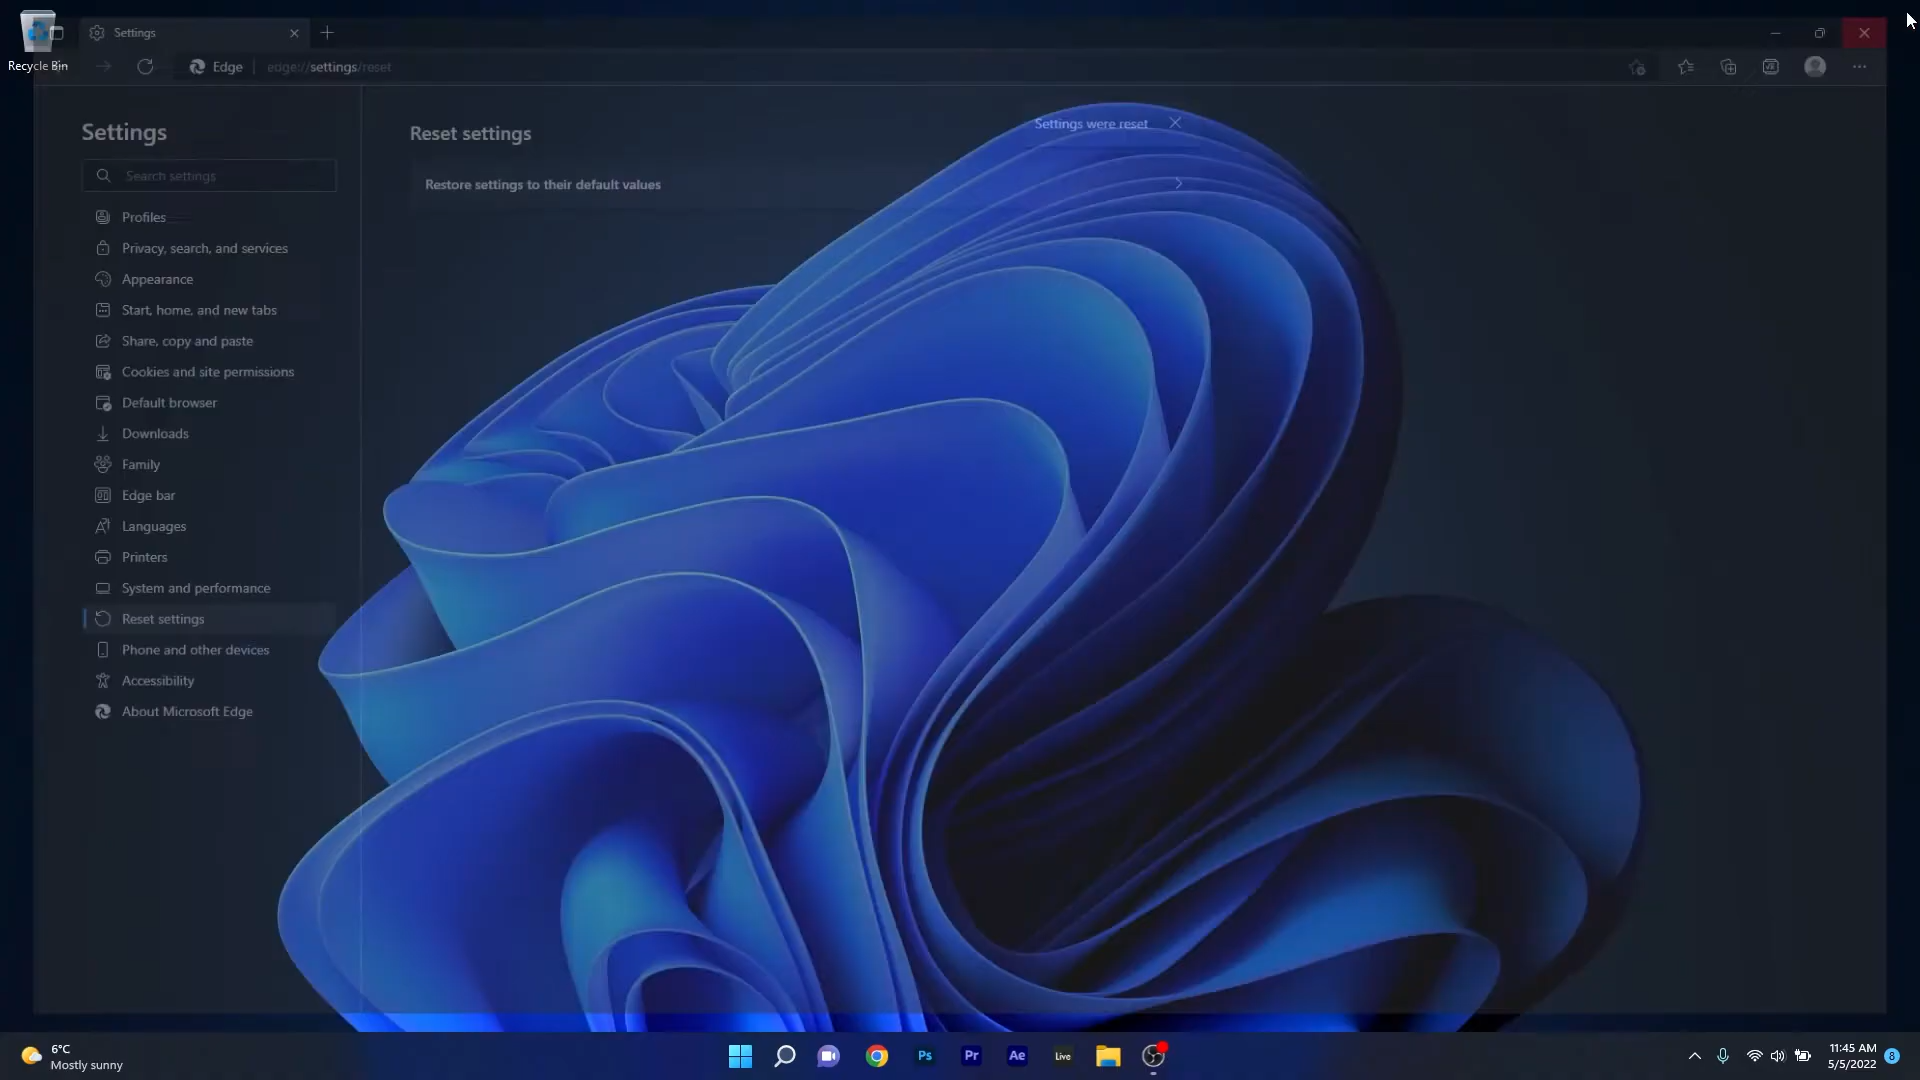 Settings
Recycle Bin
Edge
edge://settings/reset
Settings
Search settings
Profiles
Privacy, search, and services
Appearance
Start, home, and new tabs
Share, copy and paste
Cookies and site permissions
Default browser
Downloads
Family
Edge bar
Languages
Printers
System and performance
Reset settings
Phone and other devices
Accessibility
About Microsoft Edge
Reset settings
Settings were reset
Restore settings to their default values
6°C
Mostly sunny
Ps
Pr
Ae
Live
11:45 AM
5/5/2022
8